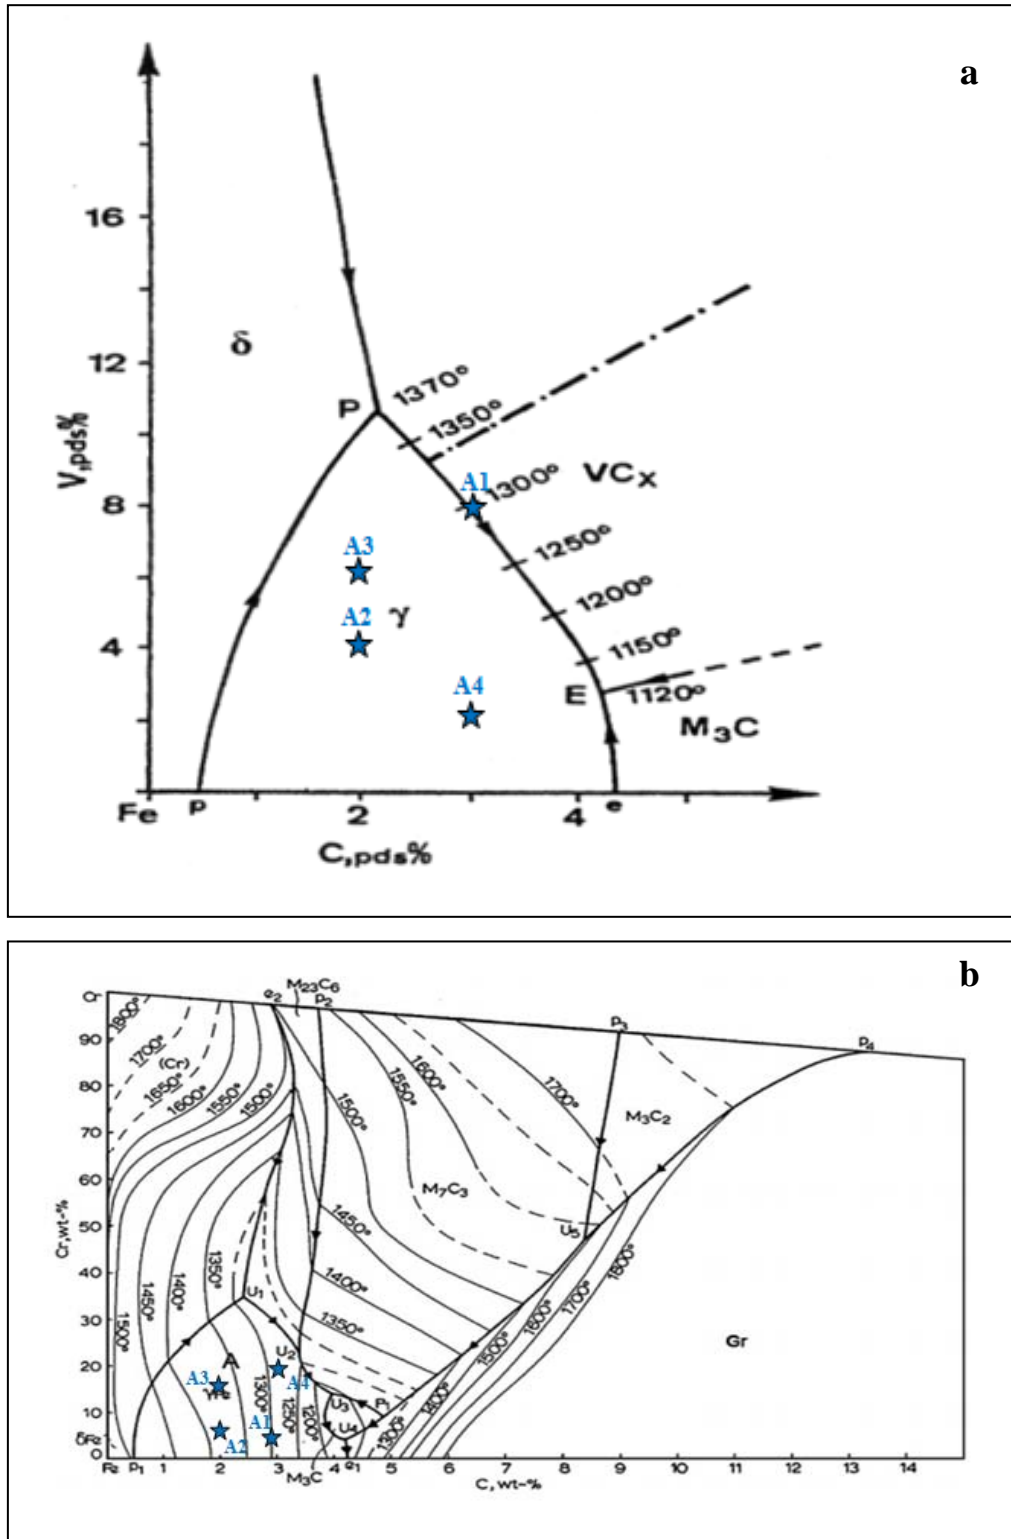 a
16
δ
12
P
1370°
1350°
V,pds%
8
A1
1300°
VCX
A3
1250°
A2
γ
1200°
4
1150°
A4
E
1120°
M3C
Fe
p
2
4
e
C,pds%
b
M23C6
Cr
e2
p2
p3
p4
1800°
90
1700°
(Cr)
1650°
1600°
1550°
1500°
80
1500°
1550°
1600°
1700°
M3C2
70
60
M7C3
50
U5
1450°
Cr,wt-%
40
1350°
1400°
1450°
1400°
1500°
U1
1350°
1500°
1600°
1700°
1800°
30
Gr
20
A
U2
A3
A4
1300°
1250°
1200°
P1
1400°
10
U3
A1
U4
A2
1300°
0
p1
1
2
3
4
e1
5
6
7
8
9
10
11
12
13
14
M3C
C,wt-%